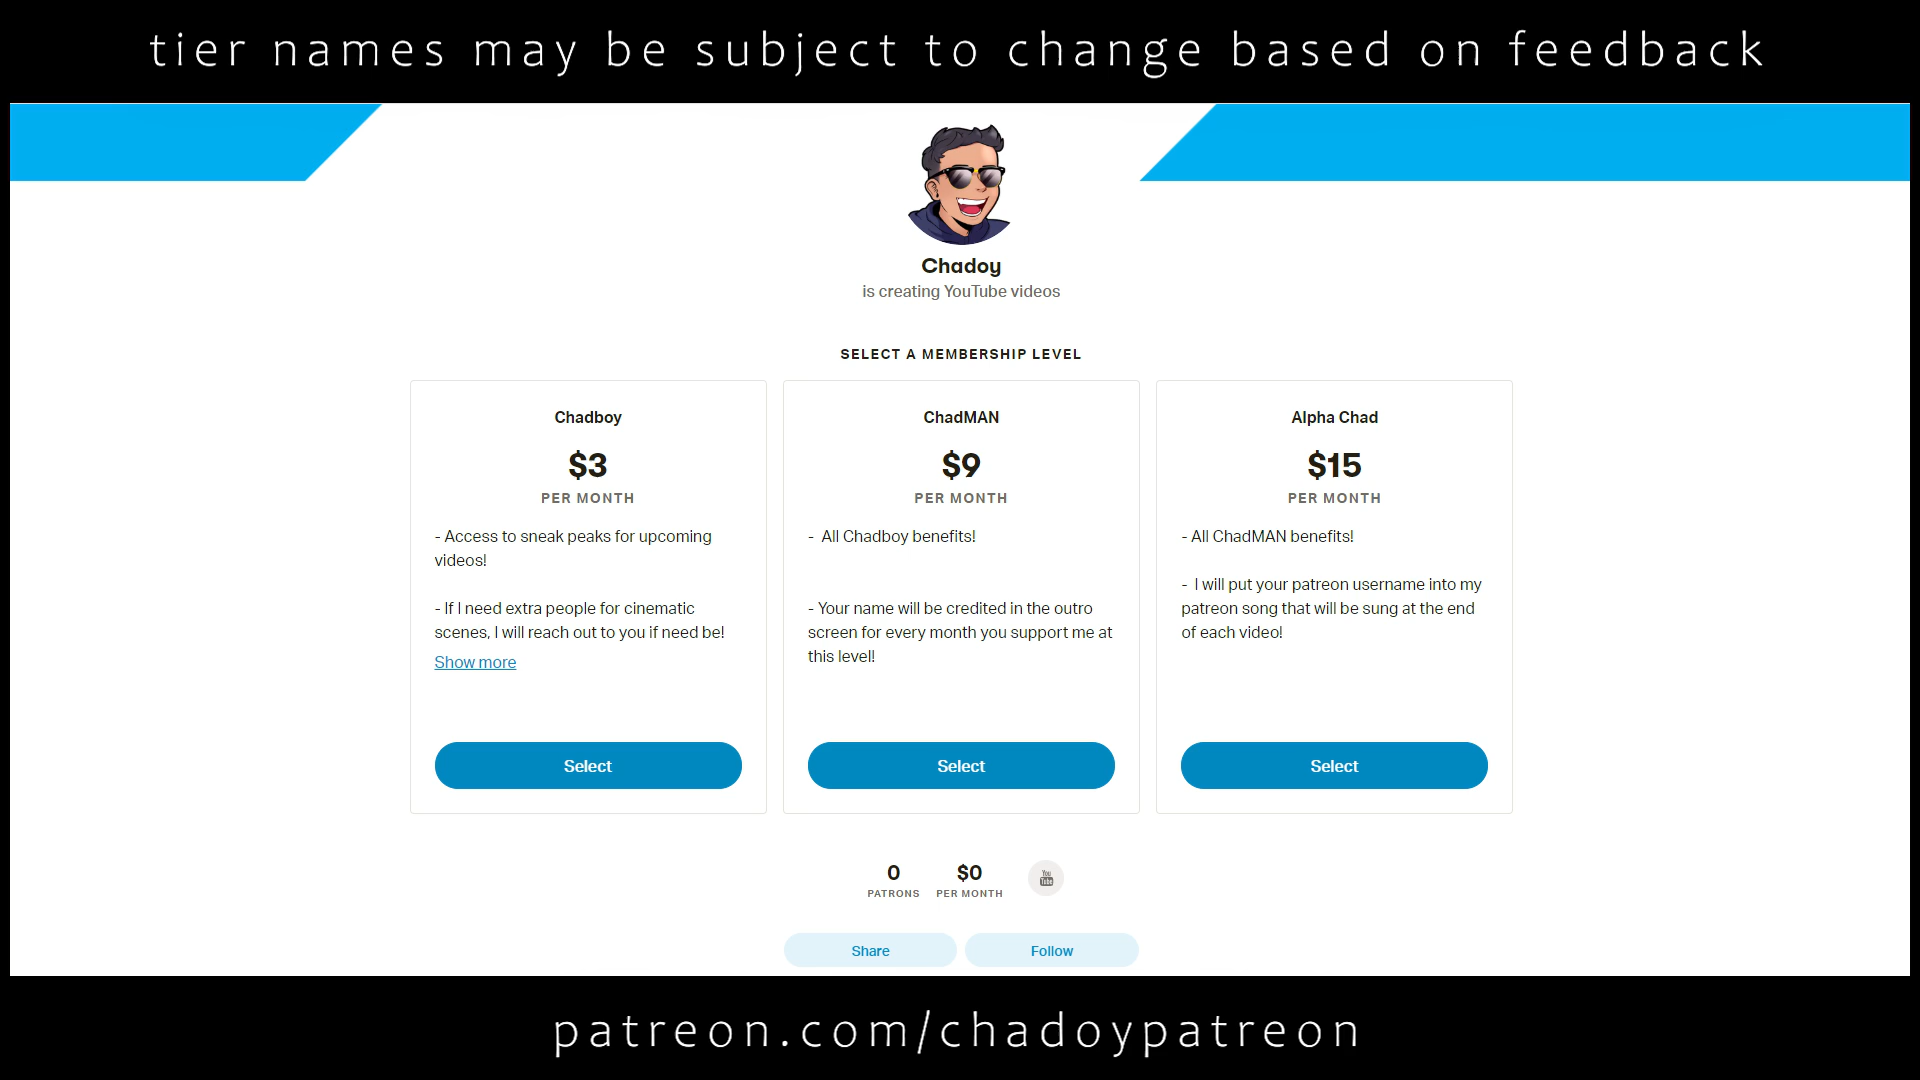 tier names may be subject to change based on feedback
Chadoy
is creating YouTube videos
SELECT A MEMBERSHIP LEVEL
Chadboy
$3
PER MONTH
- Access to sneak peaks for upcoming
videos!
- If I need extra people for cinematic
scenes, I will reach out to you if need be!
Show more
Select
ChadMAN
$9
PER MONTH
- All Chadboy benefits!
- Your name will be credited in the outro
screen for every month you support me at
this level!
Select
Alpha Chad
$15
PER MONTH
- All ChadMAN benefits!
- I will put your patreon username into my
patreon song that will be sung at the end
of each video!
Select
0
PATRONS
$0
PER MONTH
You
Tube
Share
Follow
patreon.com/chadoypatreon